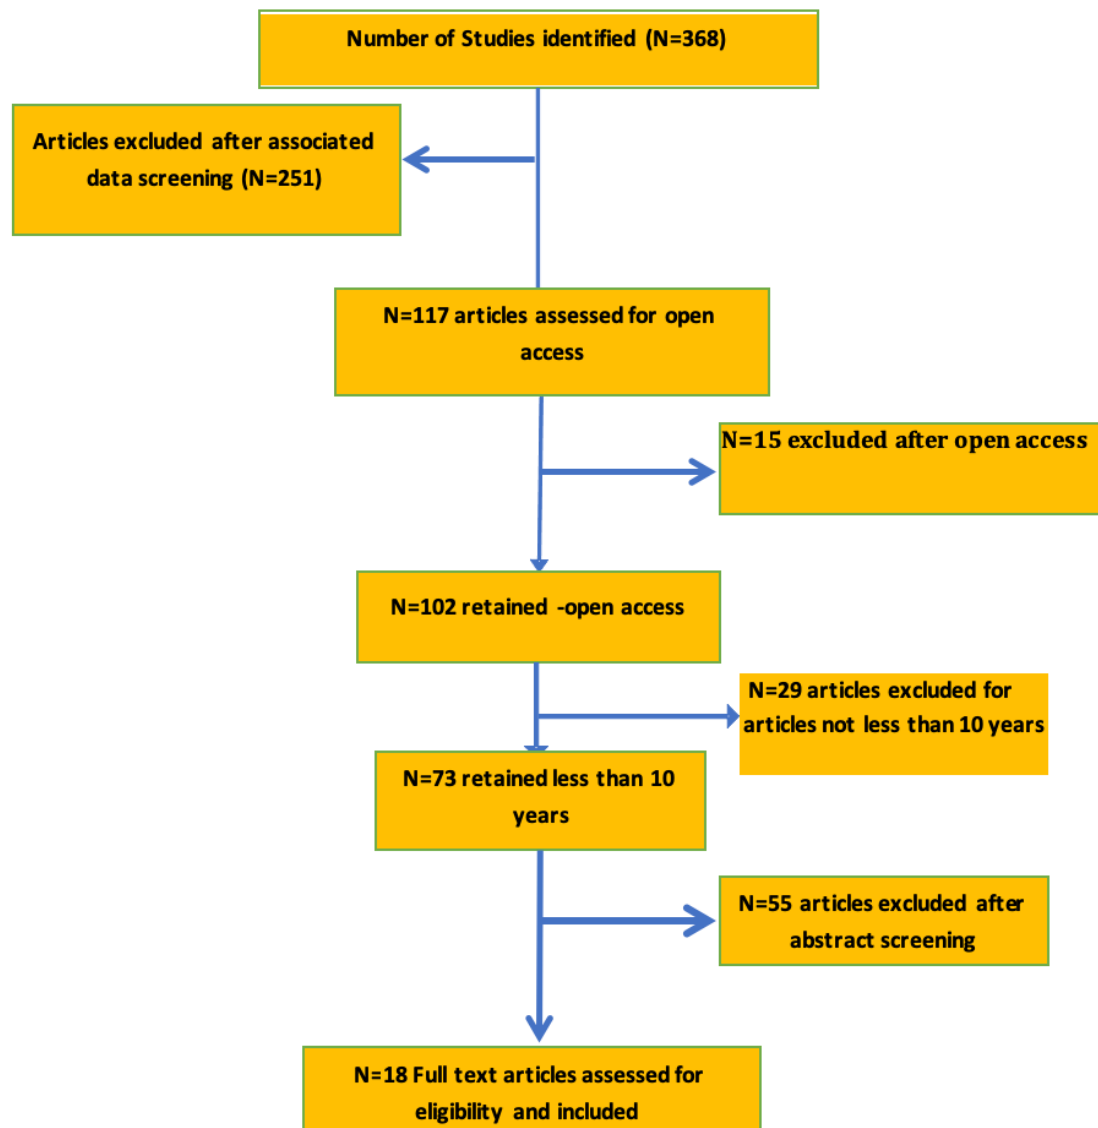 Number of Studies identified (N=368)
Articles excluded after associated
data screening (N=251)
N=117 articles assessed for open
access
N=15 excluded after open access
N=102 retained -open access
N=29 articles excluded for
articles not less than 10 years
N=73 retained less than 10
years
N=55 articles excluded after
abstract screening
N=18 Full text articles assessed for
eligibility and included